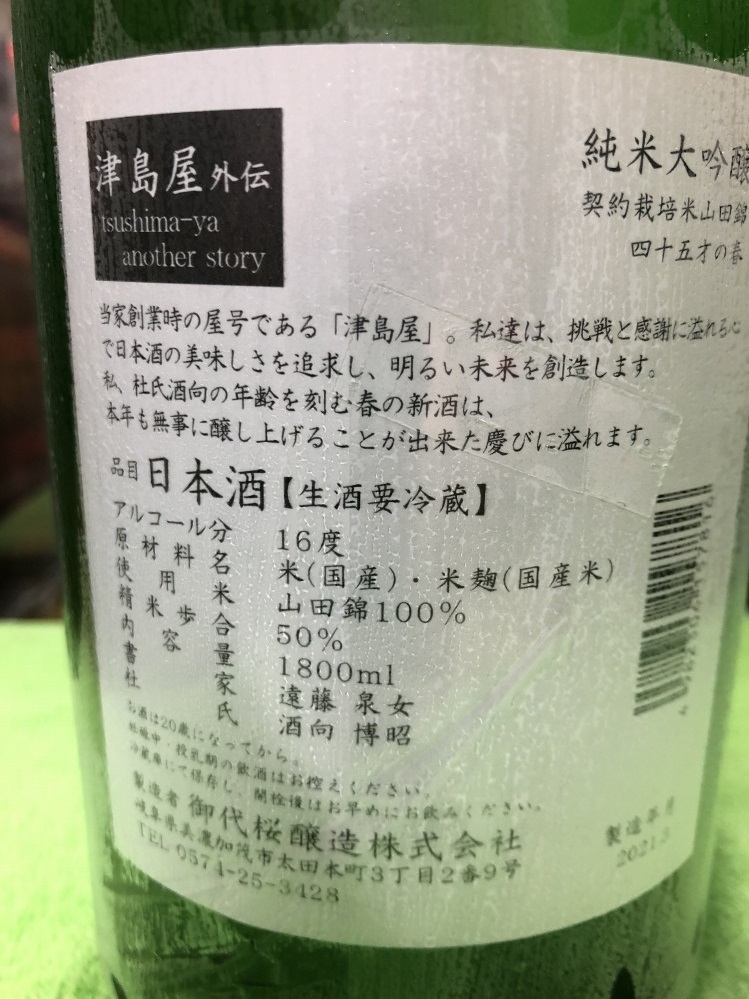 津島屋外伝
tsushima-ya
another story
純米大吟醸
契約栽培米山田錦
四十五才の春
当家創業時の屋号である「津島屋」。私達は、挑戦と感謝に溢れる心
で日本酒の美味しさを追求し、明るい未来を創造します。
私、杜氏酒向の年齢を刻む春の新酒は、
本年も無事に醸し上げることが出来た慶びに溢れます。
品目 日本酒【生酒要冷蔵】
アルコール分 16度
原材料名 米(国産)・米麹(国産米)
使用米 山田錦100%
精米歩合 50%
内容量 1800ml
書家 遠藤 泉女
杜氏 酒向 博昭
お酒は20歳になってから。
妊娠中・授乳期の飲酒はお控えください。
冷蔵庫にて保存し、開栓後はお早めにお飲みください。
製造者 御代桜醸造株式会社
岐阜県美濃加茂市太田本町3丁目2番9号
TEL 0574-25-3428
製造年月
2021.3